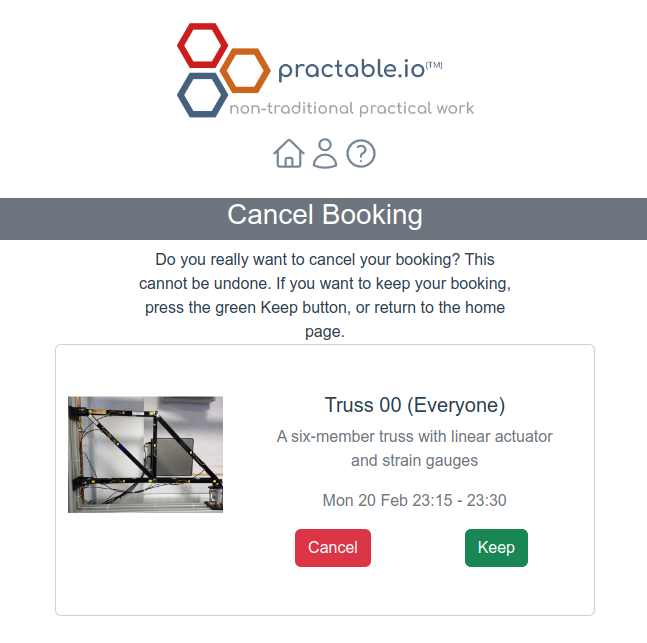 practable.io(TM)
non-traditional practical work
?
Cancel Booking
Do you really want to cancel your booking? This
cannot be undone. If you want to keep your booking,
press the green Keep button, or return to the home
page.
Truss 00 (Everyone)
A six-member truss with linear actuator
and strain gauges
Mon 20 Feb 23:15 - 23:30
Cancel Keep